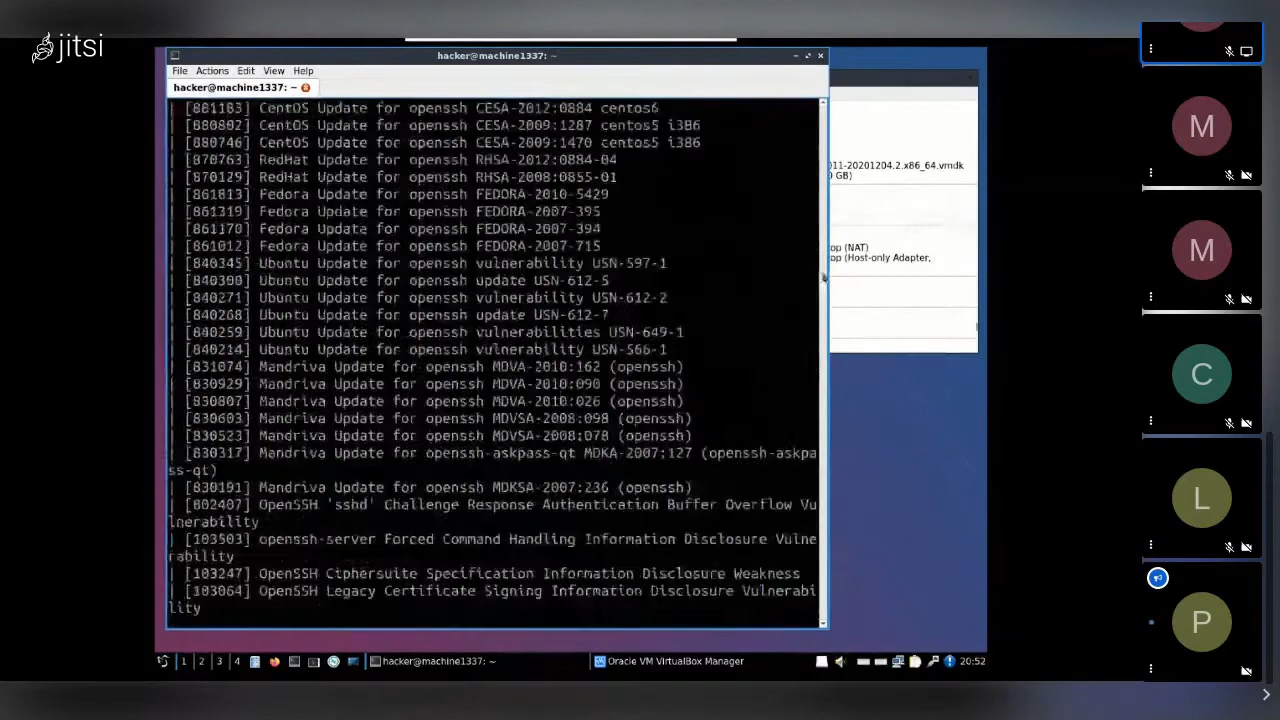 jitsi
hacker@machine1337: ~
File Actions Edit View Help
hacker@machine1337: ~
| [881183] CentOS Update for openssh CESA-2012:0884 centos6
| [880802] CentOS Update for openssh CESA-2009:1287 centos5 i386
| [880746] CentOS Update for openssh CESA-2009:1470 centos5 i386
| [870763] RedHat Update for openssh RHSA-2012:0884-04
| [870129] RedHat Update for openssh RHSA-2008:0855-01
| [861813] Fedora Update for openssh FEDORA-2010-5429
| [861319] Fedora Update for openssh FEDORA-2007-395
| [861170] Fedora Update for openssh FEDORA-2007-394
| [861012] Fedora Update for openssh FEDORA-2007-715
| [840345] Ubuntu Update for openssh vulnerability USN-597-1
| [840300] Ubuntu Update for openssh update USN-612-5
| [840271] Ubuntu Update for openssh vulnerability USN-612-2
| [840268] Ubuntu Update for openssh update USN-612-7
| [840259] Ubuntu Update for openssh vulnerabilities USN-649-1
| [840214] Ubuntu Update for openssh vulnerability USN-566-1
| [831074] Mandriva Update for openssh MDVA-2010:162 (openssh)
| [830929] Mandriva Update for openssh MDVA-2010:090 (openssh)
| [830807] Mandriva Update for openssh MDVA-2010:026 (openssh)
| [830603] Mandriva Update for openssh MDVSA-2008:098 (openssh)
| [830523] Mandriva Update for openssh MDVSA-2008:078 (openssh)
| [830317] Mandriva Update for openssh-askpass-qt MDKA-2007:127 (openssh-askpa
ss-qt)
| [830191] Mandriva Update for openssh MDKSA-2007:236 (openssh)
| [802407] OpenSSH 'sshd' Challenge Response Authentication Buffer Overflow Vu
lnerability
| [103503] openssh-server Forced Command Handling Information Disclosure Vulne
rability
| [103247] OpenSSH Ciphersuite Specification Information Disclosure Weakness
| [103064] OpenSSH Legacy Certificate Signing Information Disclosure Vulnerabi
lity
011-20201204.2.x86_64.vmdk
0 GB)
op (NAT)
op (Host-only Adapter,
1 2 3 4
hacker@machine1337: ~
Oracle VM VirtualBox Manager
20:52
M
M
C
L
P